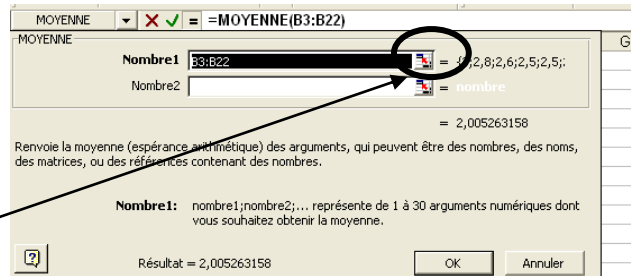 MOYENNE = =MOYENNE(B3:B22)
MOYENNE
G
Nombre1 B3:B22 = ;2,8;2,6;2,5;2,5;
Nombre2 = nombre
= 2,005263158
Renvoie la moyenne (espérance arithmétique) des arguments, qui peuvent être des nombres, des noms,
des matrices, ou des références contenant des nombres.
Nombre1: nombre1;nombre2;... représente de 1 à 30 arguments numériques dont
vous souhaitez obtenir la moyenne.
Résultat = 2,005263158 OK Annuler